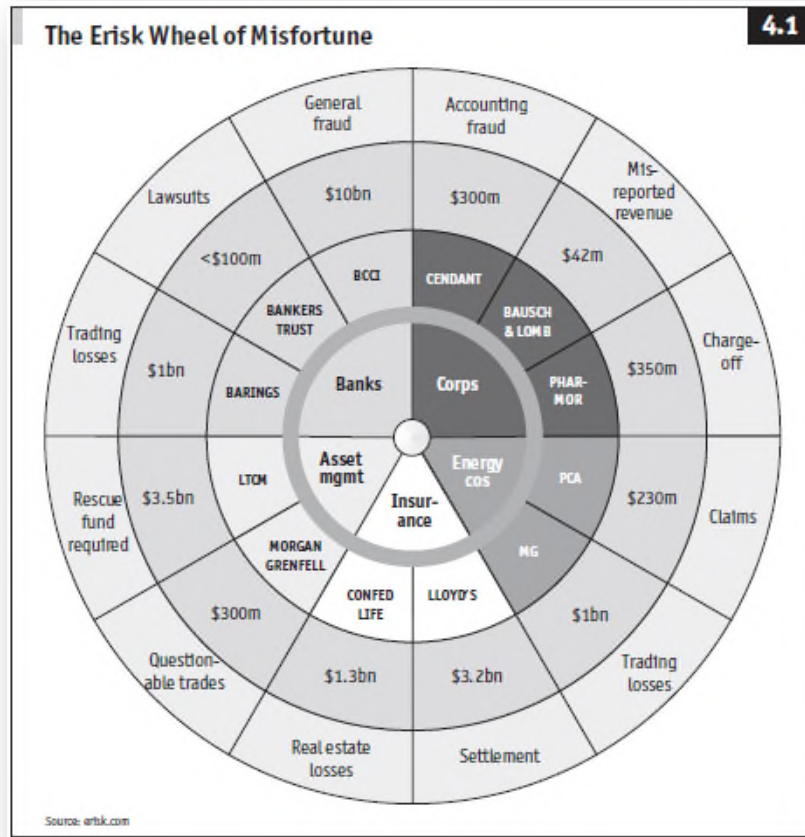 The Erisk Wheel of Misfortune
4.1
General
fraud
Accounting
fraud
Mis-
reported
revenue
Charge-
off
Claims
Trading
losses
Settlement
Real estate
losses
Question-
able trades
Rescue
fund
required
Trading
losses
Lawsuits
$10bn
$300m
$42m
$350m
$230m
$1bn
$3.2bn
$1.3bn
$300m
$3.5bn
$1bn
<$100m
BCCI
CENDANT
BAUSCH
& LOMB
PHAR-
MOR
PCA
MG
LLOYD'S
CONFED
LIFE
MORGAN
GRENFELL
LTCM
BARINGS
BANKERS
TRUST
Banks
Corps
Energy
cos
Insur-
ance
Asset
mgmt
Source: erisk.com